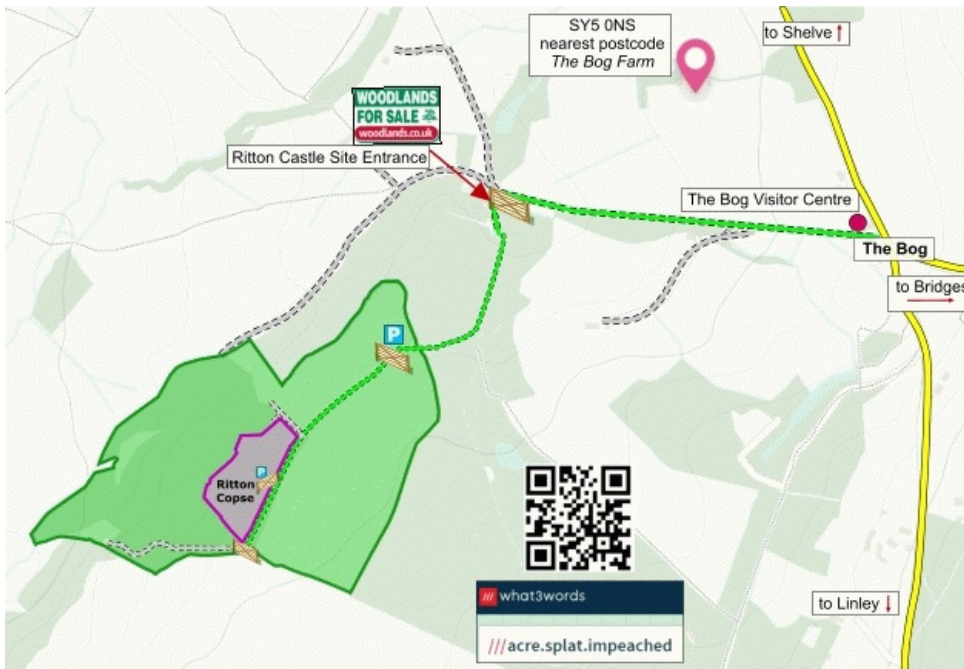 SY5 0NS
nearest postcode
The Bog Farm
to Shelve
WOODLANDS
FOR SALE
woodlands.co.uk
Ritton Castle Site Entrance
The Bog Visitor Centre
The Bog
to Bridges
P
P
Ritton
Copse
what3words
///acre.splat.impeached
to Linley